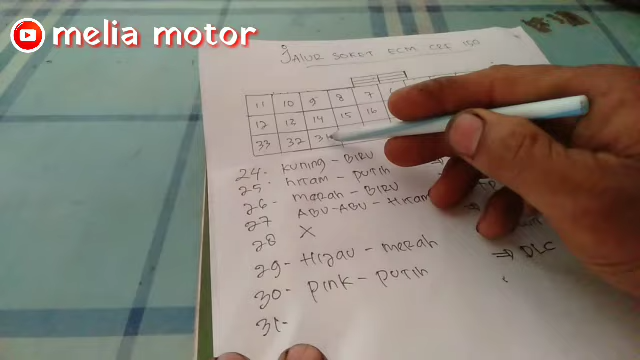 melia motor
JALUR SOKET ECM CRF 150
11 10 9 8 7
12 13 14 15 16
33 32
24- KUNING - BIRU
25- HITAM - PUTIH
26- MERAH - BIRU
27 ABU-ABU - HITAM
28 X
29- HIJAU - MERAH ⇒ DLC
30- PINK - PUTIH
31-